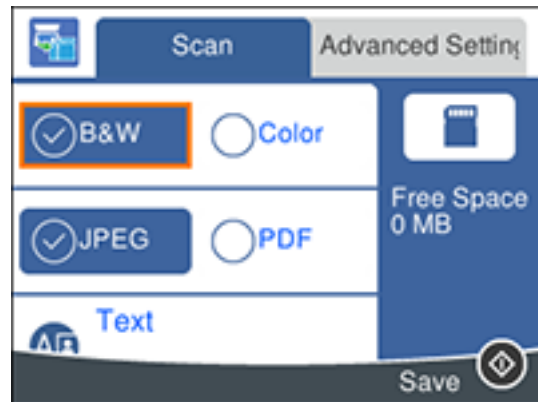 Scan
Advanced Setting
B&W
Color
JPEG
PDF
Free Space
0 MB
Text
Save